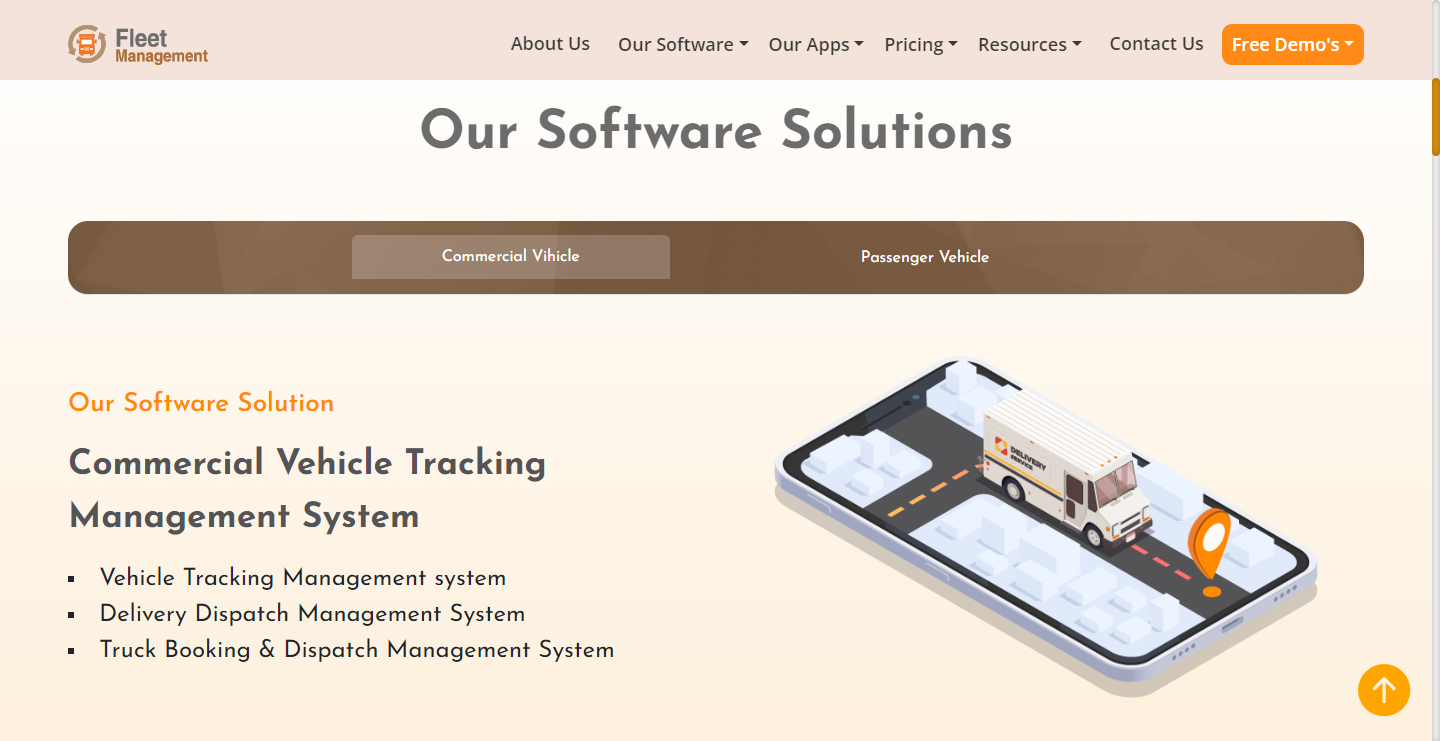 Fleet
Management
About Us
Our Software
Our Apps
Pricing
Resources
Contact Us
Free Demo's
Our Software Solutions
Commercial Vihicle
Passenger Vehicle
Our Software Solution
Commercial Vehicle Tracking
Management System
Vehicle Tracking Management system
Delivery Dispatch Management System
Truck Booking & Dispatch Management System
DELIVERY
SERVICE